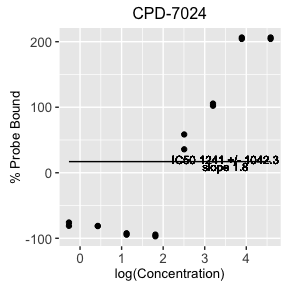 CPD-7024
% Probe Bound
200
100
0
-100
IC50 1241 +/- 1042.3
slope 1.8
0
1
2
3
4
log(Concentration)